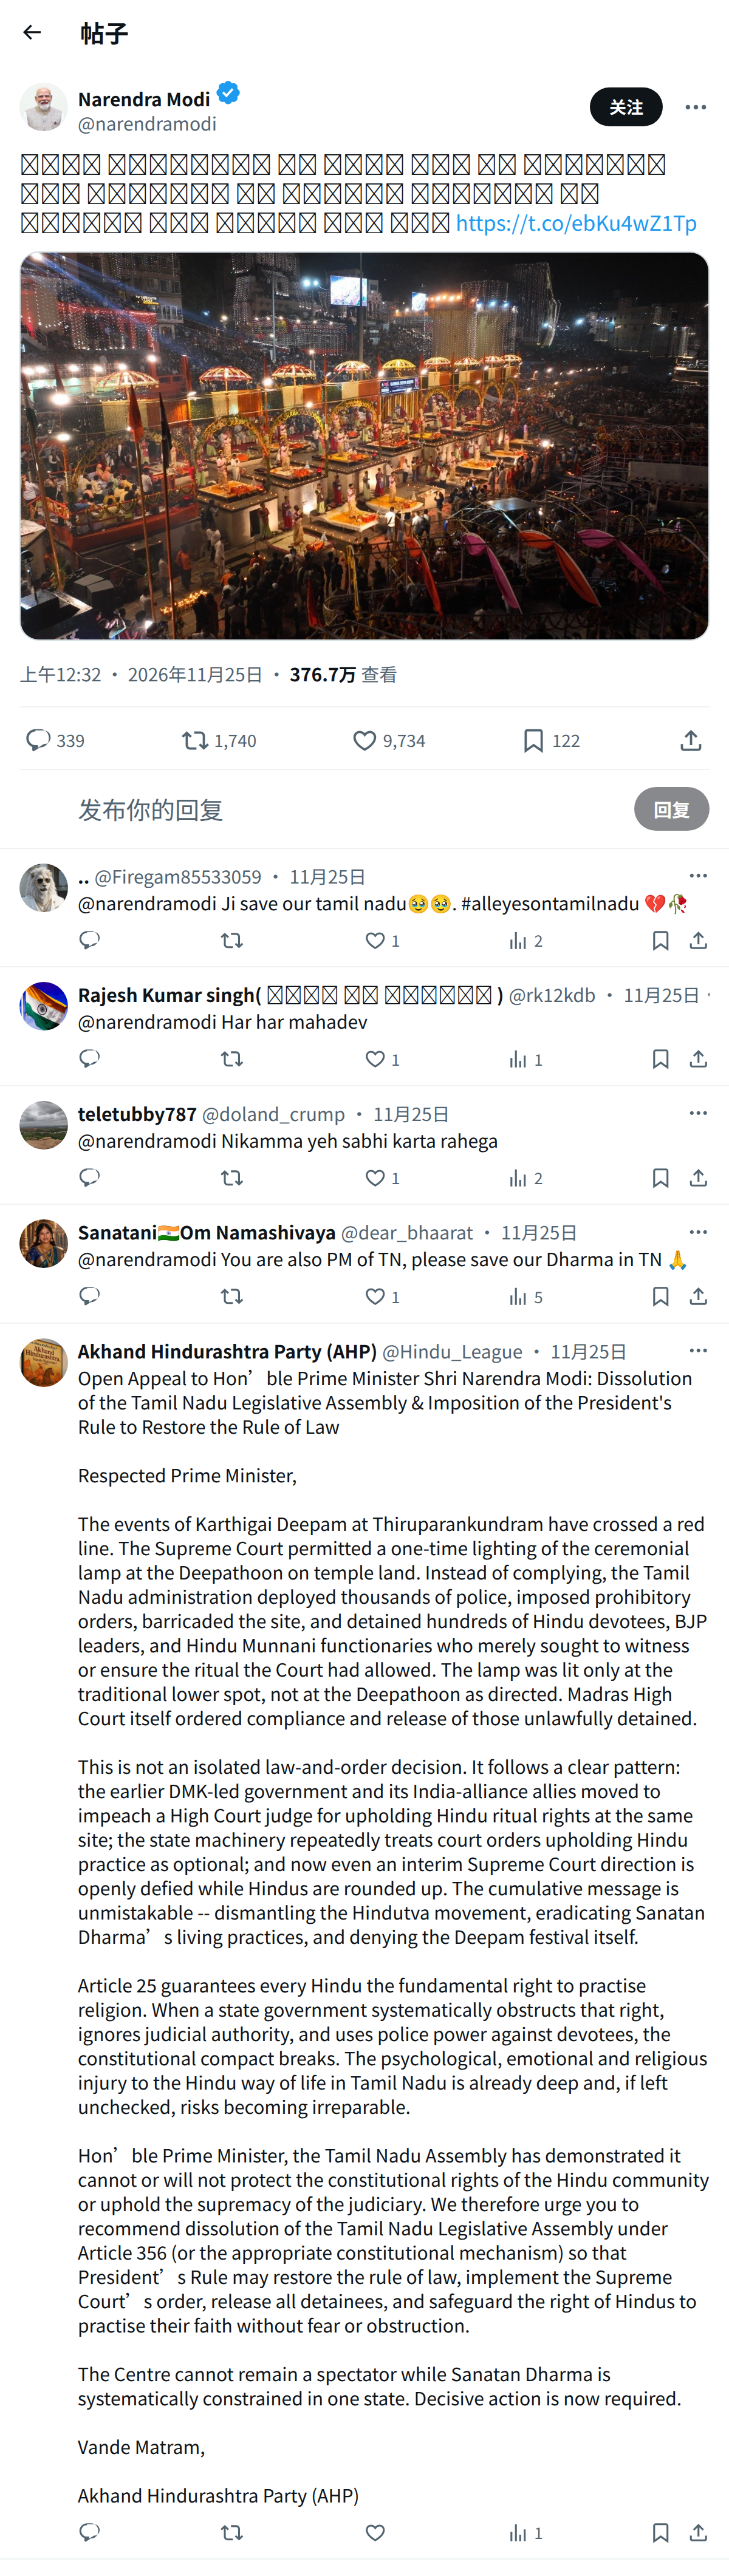 帖子
Narendra Modi
@narendramodi
关注
https://t.co/ebKu4wZ1Tp
上午12:32 · 2026年11月25日 · 376.7万 查看
339 1,740 9,734 122
发布你的回复
回复
.. @Firegam85533059 · 11月25日
@narendramodi Ji save our tamil nadu🥹🥹. #alleyesontamilnadu 💔🥀
1 2
Rajesh Kumar singh( ) @rk12kdb · 11月25日 ·
@narendramodi Har har mahadev
1 1
teletubby787 @doland_crump · 11月25日
@narendramodi Nikamma yeh sabhi karta rahega
1 2
Sanatani🇮🇳Om Namashivaya @dear_bhaarat · 11月25日
@narendramodi You are also PM of TN, please save our Dharma in TN 🙏
1 5
Akhand Hindurashtra Party (AHP) @Hindu_League · 11月25日
Open Appeal to Hon’ble Prime Minister Shri Narendra Modi: Dissolution
of the Tamil Nadu Legislative Assembly & Imposition of the President's
Rule to Restore the Rule of Law
Respected Prime Minister,
The events of Karthigai Deepam at Thiruparankundram have crossed a red
line. The Supreme Court permitted a one-time lighting of the ceremonial
lamp at the Deepathoon on temple land. Instead of complying, the Tamil
Nadu administration deployed thousands of police, imposed prohibitory
orders, barricaded the site, and detained hundreds of Hindu devotees, BJP
leaders, and Hindu Munnani functionaries who merely sought to witness
or ensure the ritual the Court had allowed. The lamp was lit only at the
traditional lower spot, not at the Deepathoon as directed. Madras High
Court itself ordered compliance and release of those unlawfully detained.
This is not an isolated law-and-order decision. It follows a clear pattern:
the earlier DMK-led government and its India-alliance allies moved to
impeach a High Court judge for upholding Hindu ritual rights at the same
site; the state machinery repeatedly treats court orders upholding Hindu
practice as optional; and now even an interim Supreme Court direction is
openly defied while Hindus are rounded up. The cumulative message is
unmistakable -- dismantling the Hindutva movement, eradicating Sanatan
Dharma’s living practices, and denying the Deepam festival itself.
Article 25 guarantees every Hindu the fundamental right to practise
religion. When a state government systematically obstructs that right,
ignores judicial authority, and uses police power against devotees, the
constitutional compact breaks. The psychological, emotional and religious
injury to the Hindu way of life in Tamil Nadu is already deep and, if left
unchecked, risks becoming irreparable.
Hon’ble Prime Minister, the Tamil Nadu Assembly has demonstrated it
cannot or will not protect the constitutional rights of the Hindu community
or uphold the supremacy of the judiciary. We therefore urge you to
recommend dissolution of the Tamil Nadu Legislative Assembly under
Article 356 (or the appropriate constitutional mechanism) so that
President’s Rule may restore the rule of law, implement the Supreme
Court’s order, release all detainees, and safeguard the right of Hindus to
practise their faith without fear or obstruction.
The Centre cannot remain a spectator while Sanatan Dharma is
systematically constrained in one state. Decisive action is now required.
Vande Matram,
Akhand Hindurashtra Party (AHP)
1